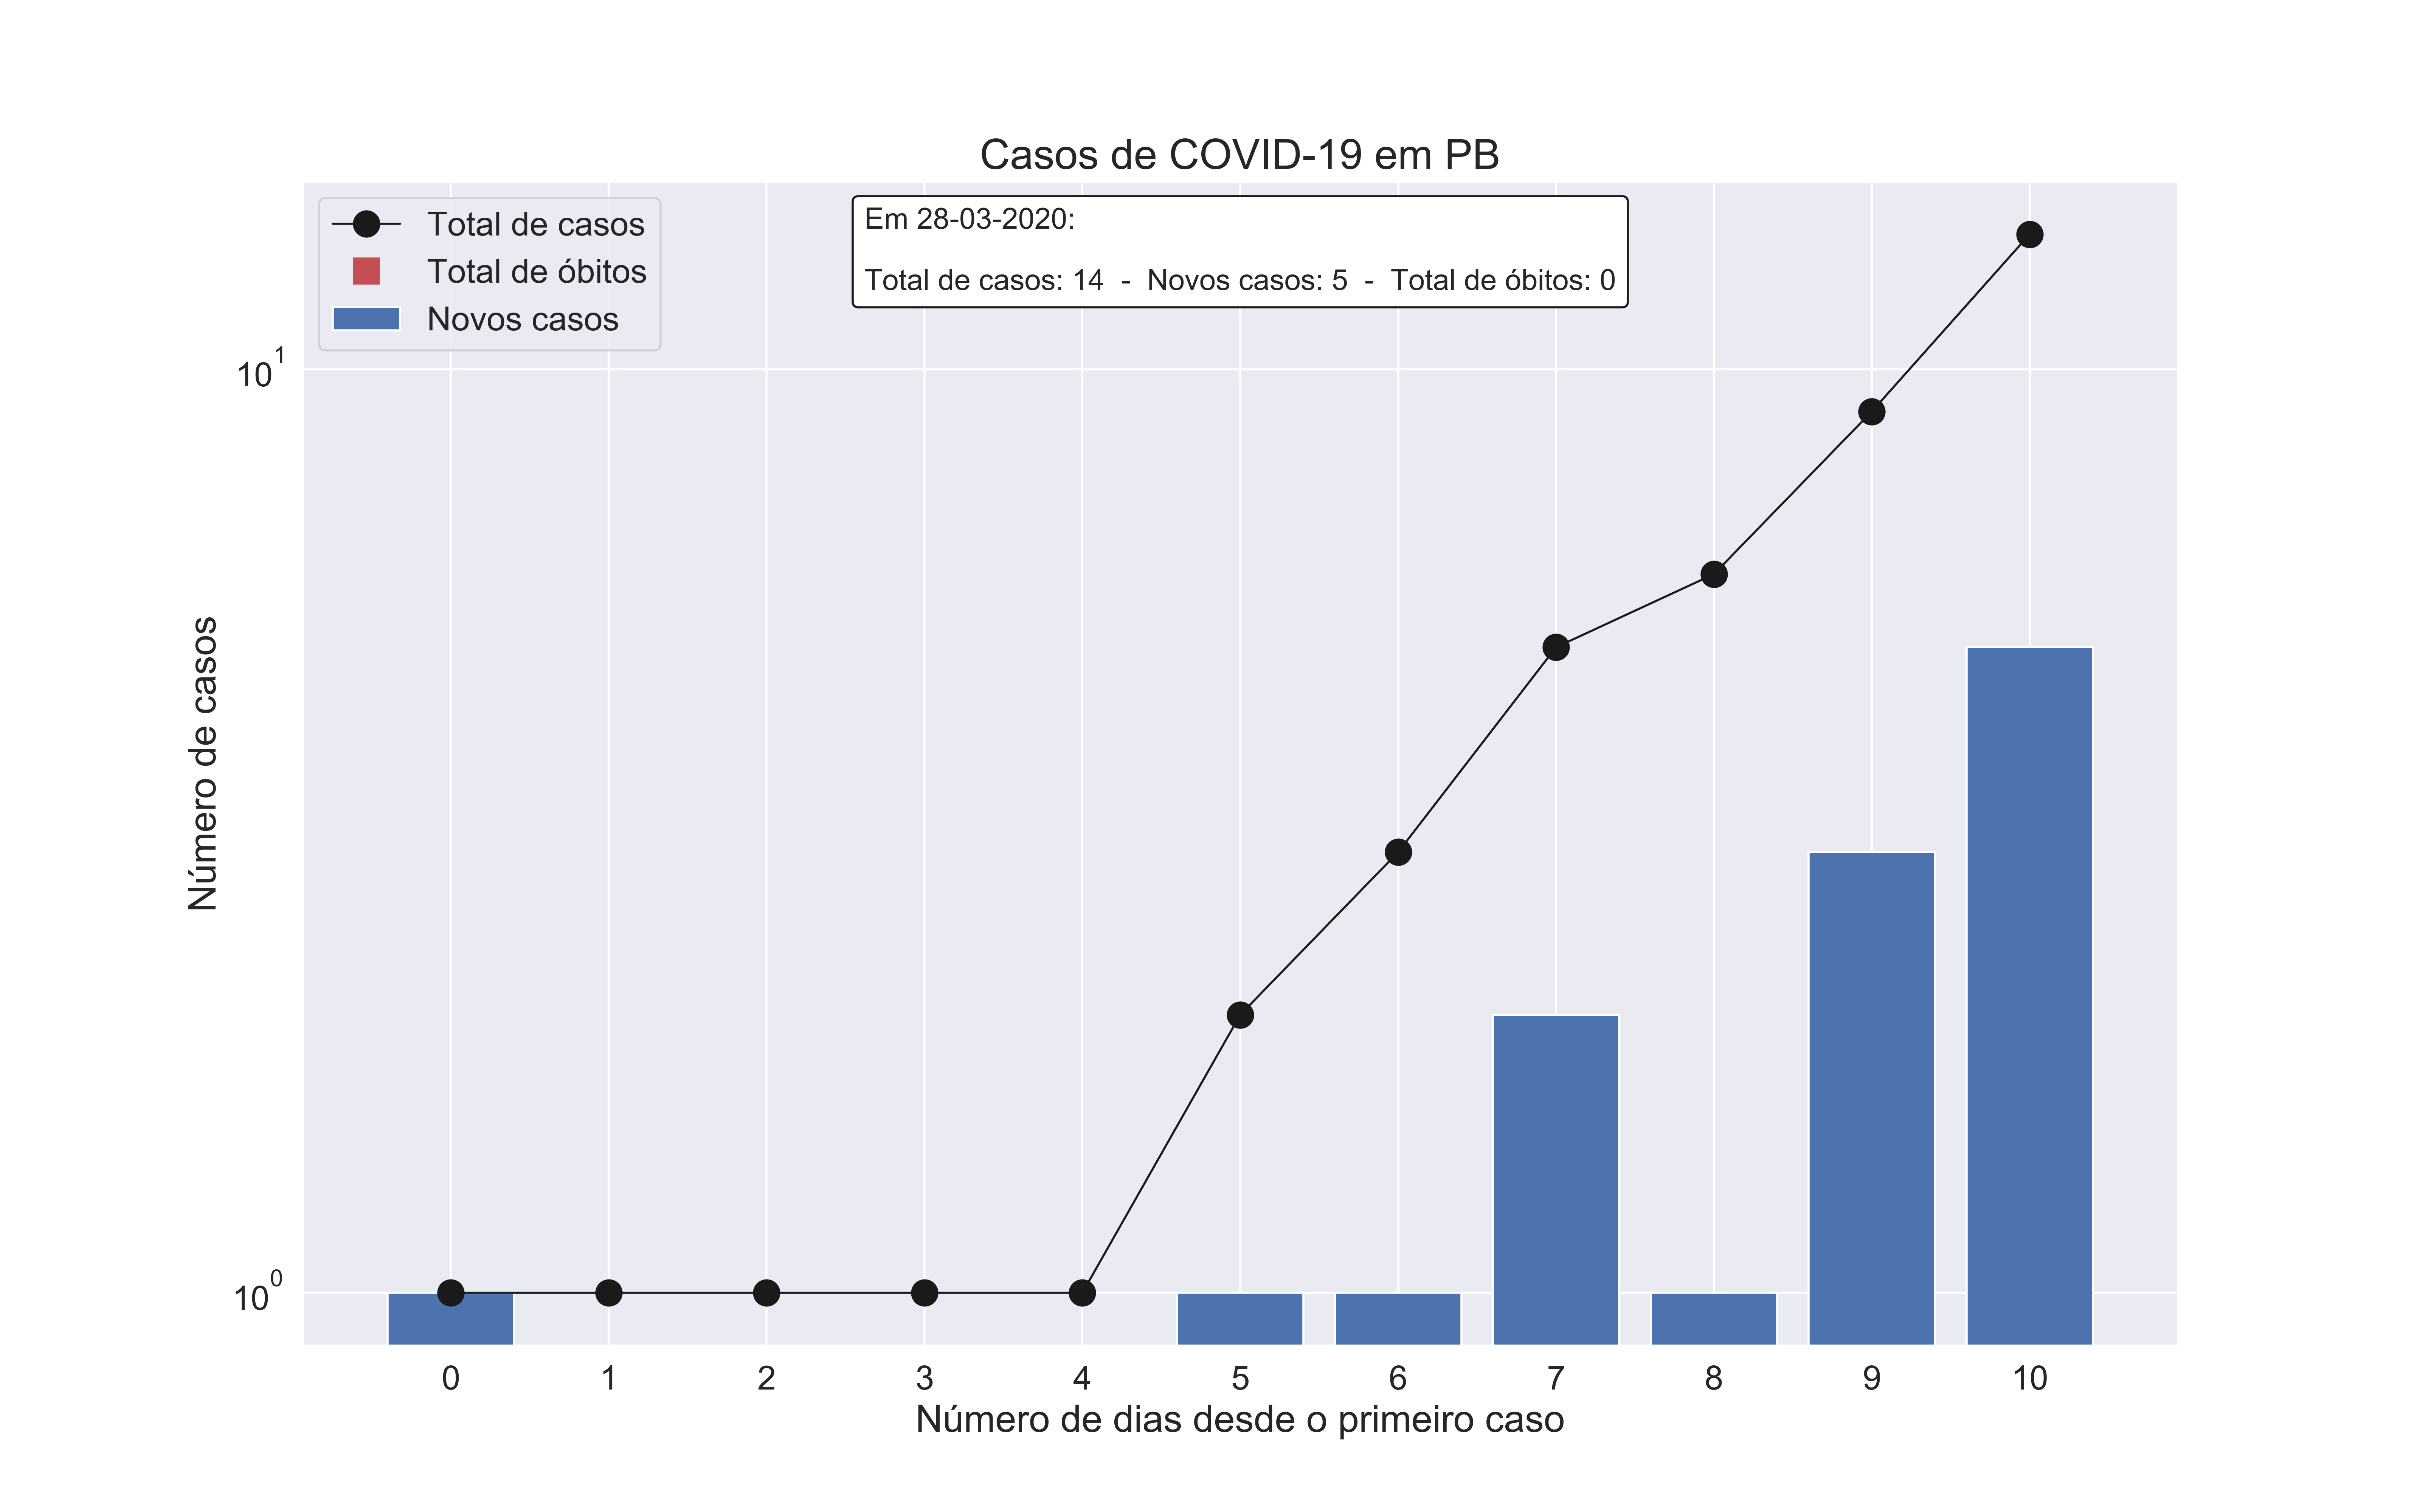 Casos de COVID-19 em PB
Total de casos
Total de óbitos
Novos casos
Em 28-03-2020:
Total de casos: 14 - Novos casos: 5 - Total de óbitos: 0
10^1
10^0
Número de casos
0 1 2 3 4 5 6 7 8 9 10
Número de dias desde o primeiro caso